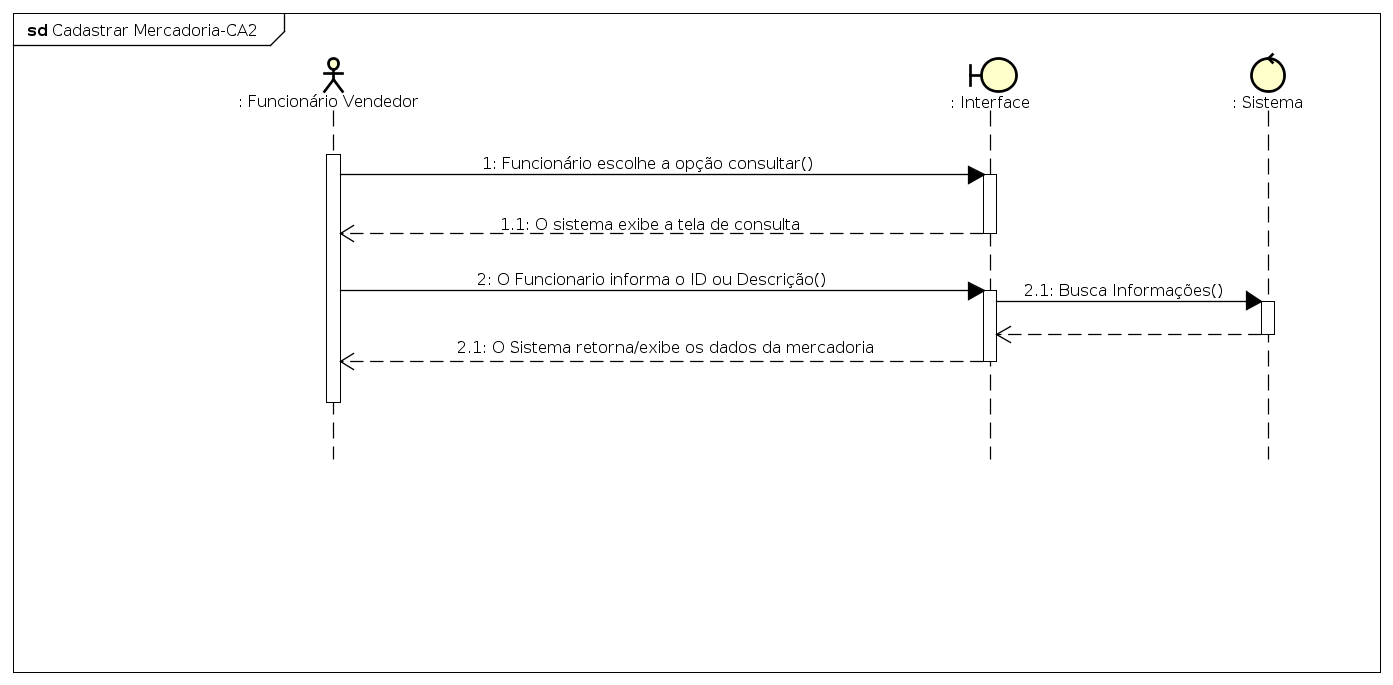 sd Cadastrar Mercadoria-CA2
: Funcionário Vendedor
: Interface
: Sistema
1: Funcionário escolhe a opção consultar()
1.1: O sistema exibe a tela de consulta
2: O Funcionario informa o ID ou Descrição()
2.1: Busca Informações()
2.1: O Sistema retorna/exibe os dados da mercadoria